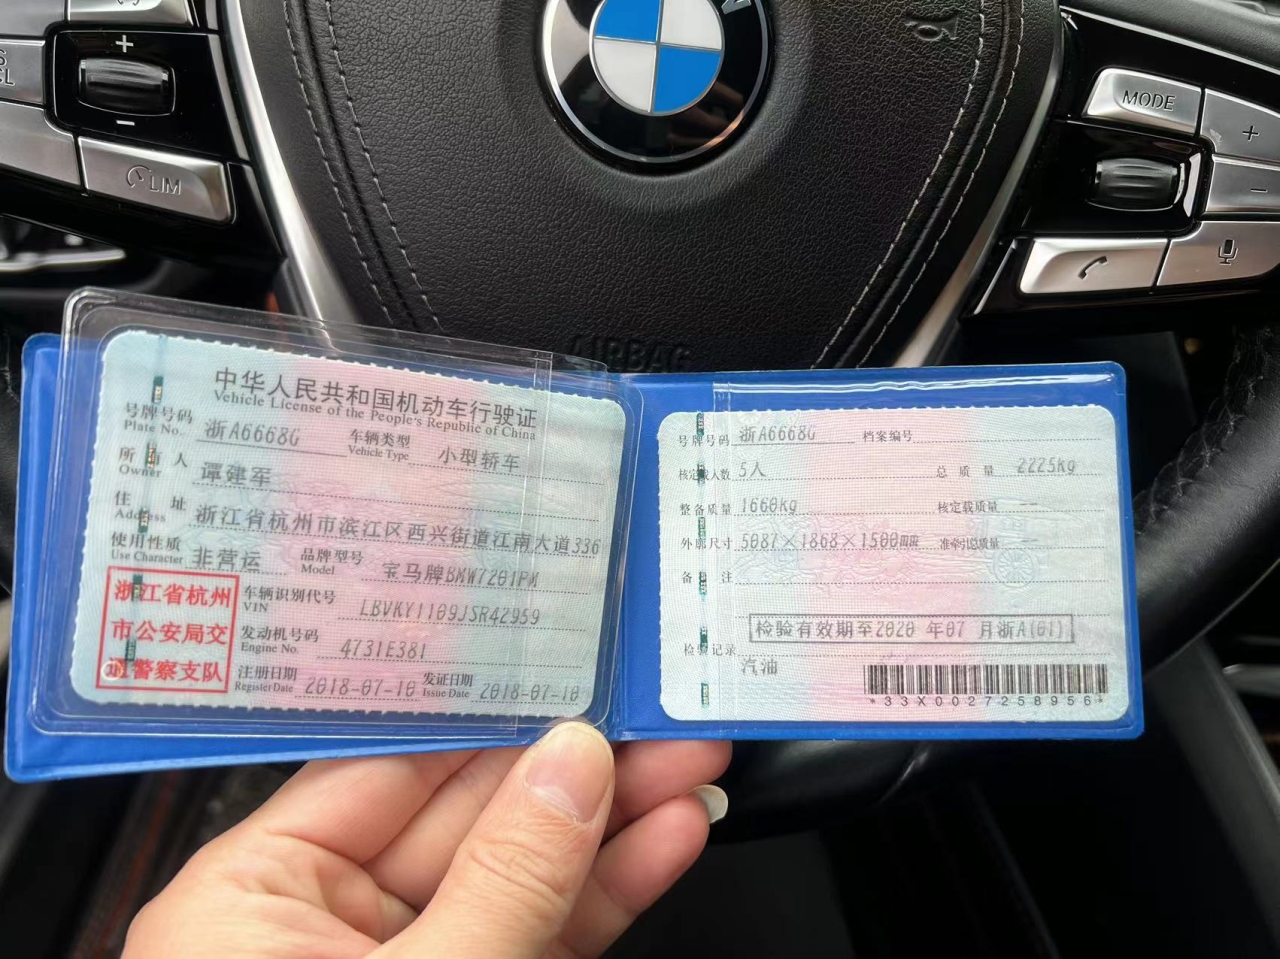 MODE
+
−
LIM
+
−
AIRBAG
中华人民共和国机动车行驶证
Vehicle License of the People's Republic of China
号牌号码 浙A6668G 车辆类型 小型轿车
Plate No. Vehicle Type
所有人 谭建军
Owner
住址 浙江省杭州市滨江区西兴街道江南大道336
Address
使用性质 非营运 品牌型号 宝马牌BMW7201PM
Use Character Model
浙江省杭州
市公安局交
通警察支队
车辆识别代号 LBVKY1109JSR42959
VIN
发动机号码 4731E381
Engine No.
注册日期 2018-07-10 发证日期 2018-07-10
Register Date Issue Date
号牌号码 浙A6668G 档案编号
核定载人数 5人 总质量 2225kg
整备质量 1660kg 核定载质量 --
外廓尺寸 5087×1868×1500mm 准牵引总质量 --
备注
检验有效期至2020 年07 月浙A(01)
检验记录
汽油
*33X0027258956*